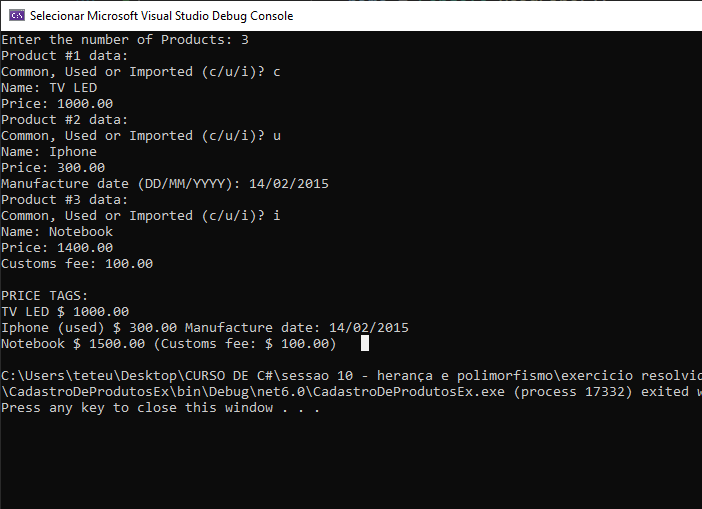 Selecionar Microsoft Visual Studio Debug Console
Enter the number of Products: 3
Product #1 data:
Common, Used or Imported (c/u/i)? c
Name: TV LED
Price: 1000.00
Product #2 data:
Common, Used or Imported (c/u/i)? u
Name: Iphone
Price: 300.00
Manufacture date (DD/MM/YYYY): 14/02/2015
Product #3 data:
Common, Used or Imported (c/u/i)? i
Name: Notebook
Price: 1400.00
Customs fee: 100.00
PRICE TAGS:
TV LED $ 1000.00
Iphone (used) $ 300.00 Manufacture date: 14/02/2015
Notebook $ 1500.00 (Customs fee: $ 100.00)
C:\Users\teteu\Desktop\CURSO DE C#\sessao 10 - herança e polimorfismo\exercicio resolvid
\CadastroDeProdutosEx\bin\Debug\net6.0\CadastroDeProdutosEx.exe (process 17332) exited w
Press any key to close this window . . .